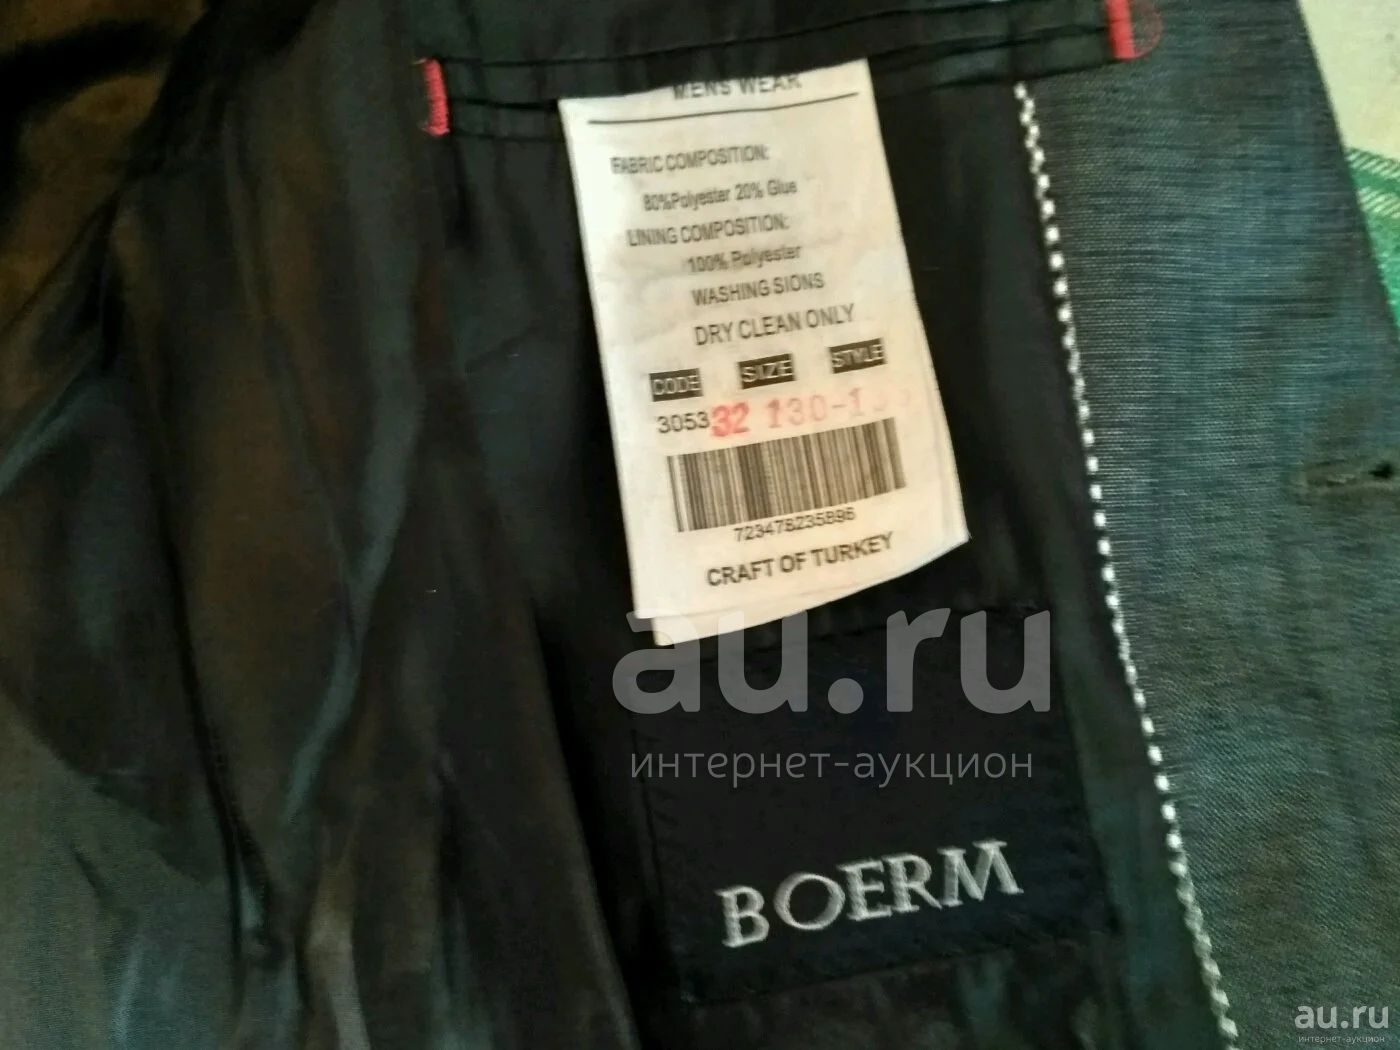 MENS WEAR
FABRIC COMPOSITION:
80%Polyester 20% Glue
LINING COMPOSITION:
100% Polyester
WASHING SIONS
DRY CLEAN ONLY
CODE SIZE STYLE
3053 32 130-1
723478235896
CRAFT OF TURKEY
au.ru
интернет-аукцион
BOERM
au.ru
интернет-аукцион